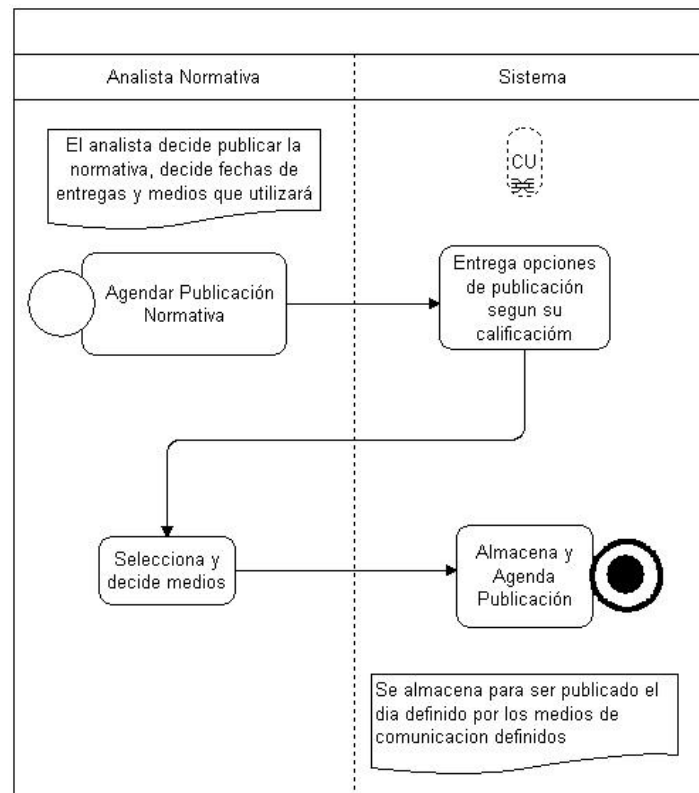 Analista Normativa
Sistema
El analista decide publicar la
normativa, decide fechas de
entregas y medios que utilizará
CU
Agendar Publicación
Normativa
Entrega opciones
de publicación
segun su
calificacióm
Selecciona y
decide medios
Almacena y
Agenda
Publicación
Se almacena para ser publicado el
dia definido por los medios de
comunicacion definidos